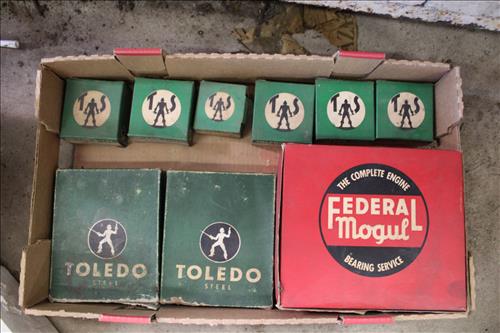 TS
TS
TS
TS
TS
TS
TOLEDO
STEEL
TOLEDO
STEEL
THE COMPLETE ENGINE
FEDERAL
Mogul
BEARING SERVICE